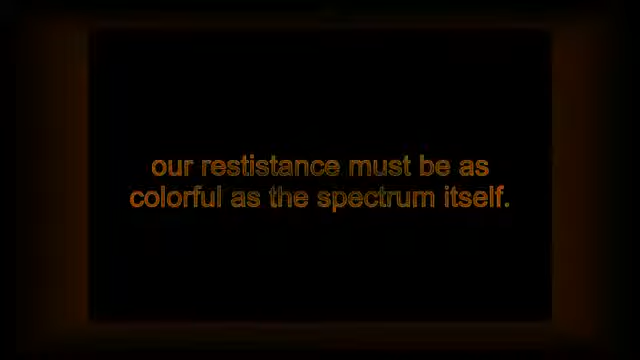 our restistance must be as
colorful as the spectrum itself.